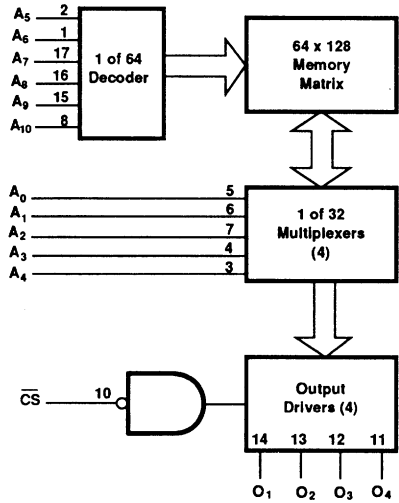 A5 2
A6 1
A7 17
A8 16
A9 15
A10 8
1 of 64
Decoder
64 x 128
Memory
Matrix
A0 5
A1 6
A2 7
A3 4
A4 3
1 of 32
Multiplexers
(4)
CS 10
Output
Drivers (4)
14 13 12 11
O1 O2 O3 O4